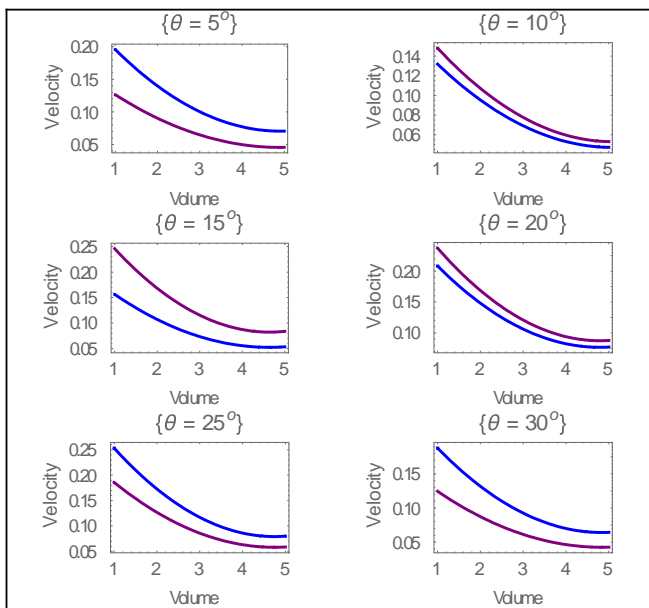 {θ = 5°}
{θ = 10°}
0.20
0.15
0.10
0.05
Velocity
1 2 3 4 5
Volume
0.14
0.12
0.10
0.08
0.06
Velocity
1 2 3 4 5
Volume
{θ = 15°}
{θ = 20°}
0.25
0.20
0.15
0.10
0.05
Velocity
1 2 3 4 5
Volume
0.20
0.15
0.10
Velocity
1 2 3 4 5
Volume
{θ = 25°}
{θ = 30°}
0.25
0.20
0.15
0.10
0.05
Velocity
1 2 3 4 5
Volume
0.15
0.10
0.05
Velocity
1 2 3 4 5
Volume